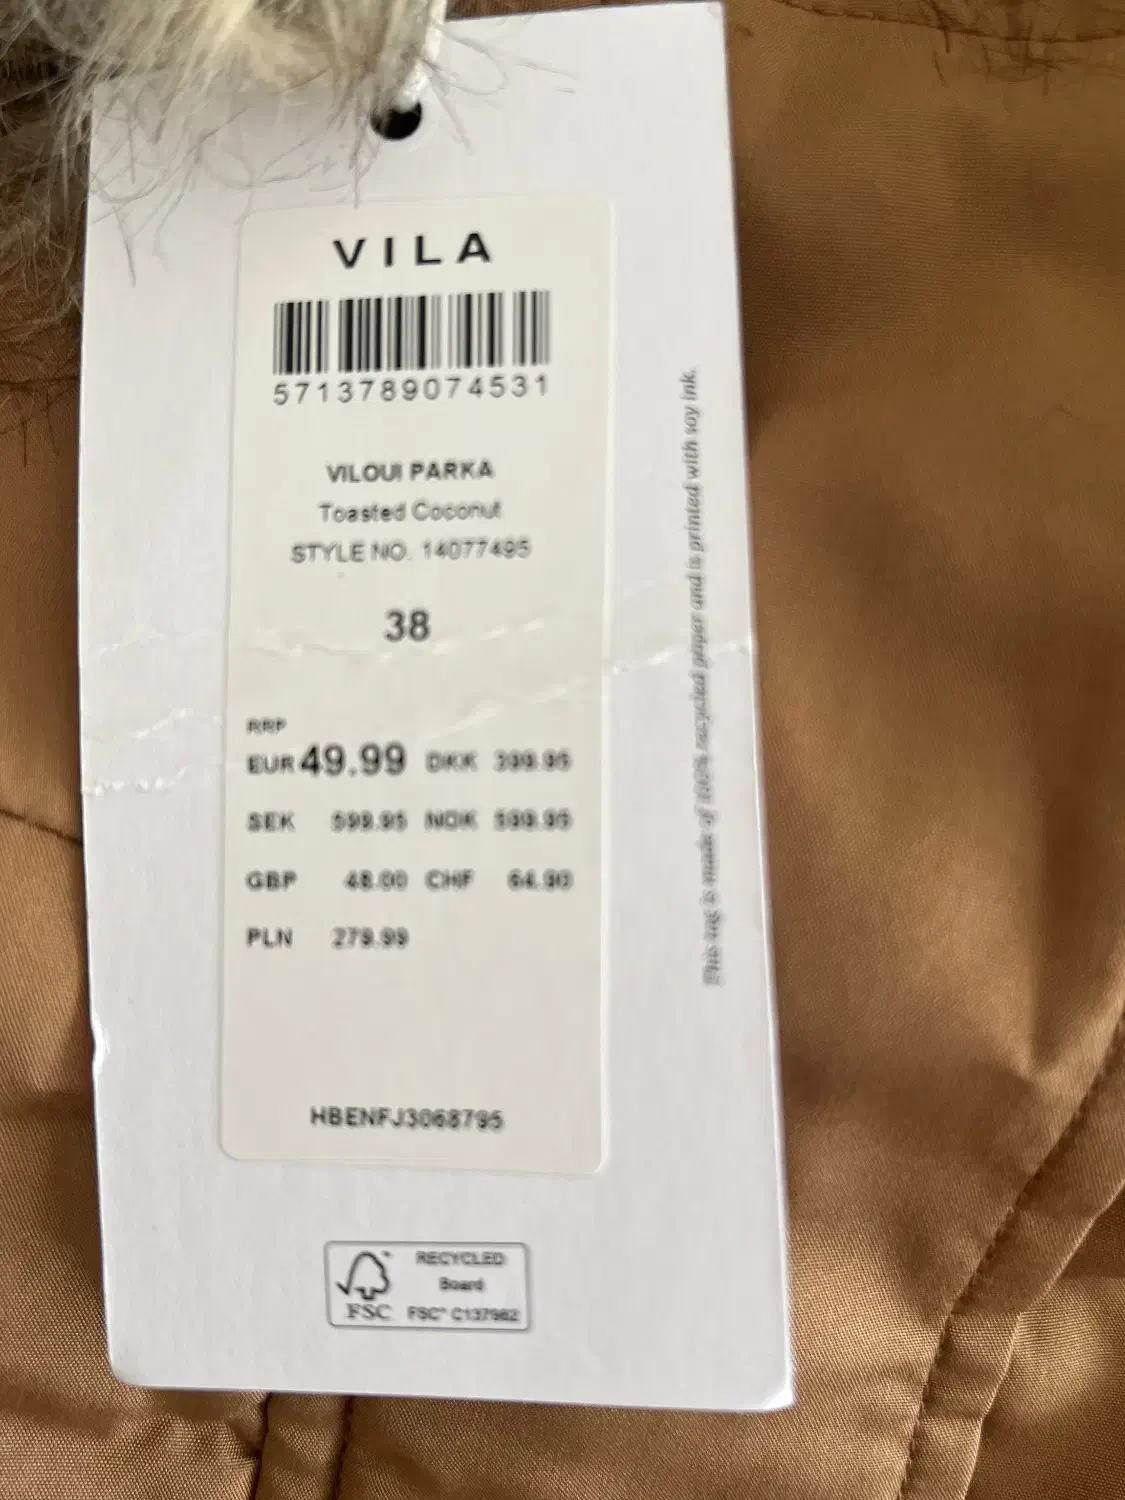 VILA
5713789074531
VILOUI PARKA
Toasted Coconut
STYLE NO. 14077495
38
RRP
EUR 49.99 DKK 399.95
SEK 599.95 NOK 599.95
GBP 48.00 CHF 64.90
PLN 279.99
HBENFJ3068795
RECYCLED
Board
FSC FSC® C137982
This tag is made of 100% recycled paper and is printed with soy ink.